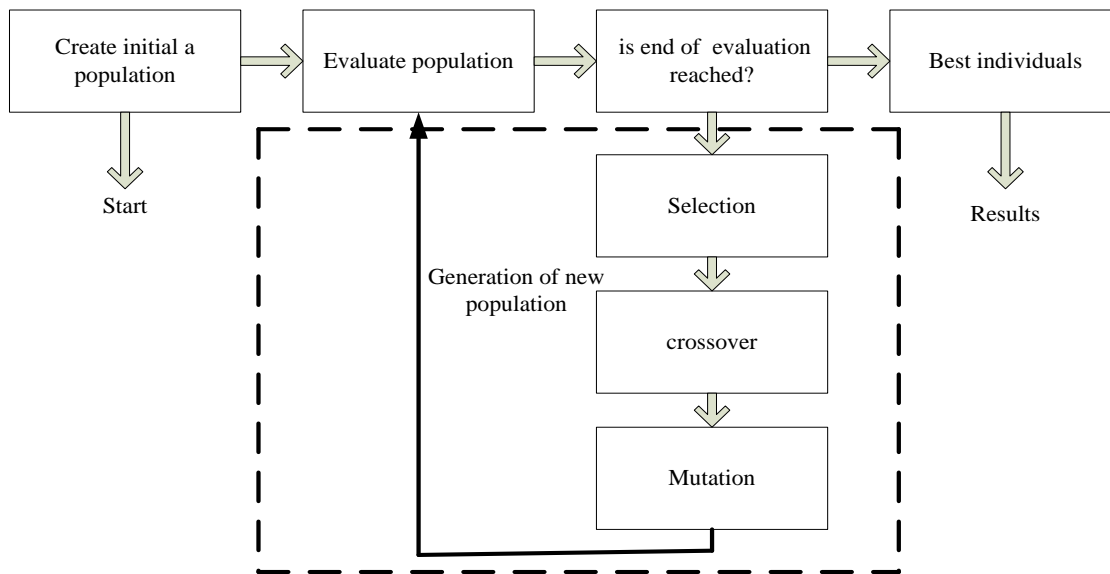 Create initial a
population
Evaluate population
is end of evaluation
reached?
Best individuals
Start
Selection
Results
Generation of new
population
crossover
Mutation